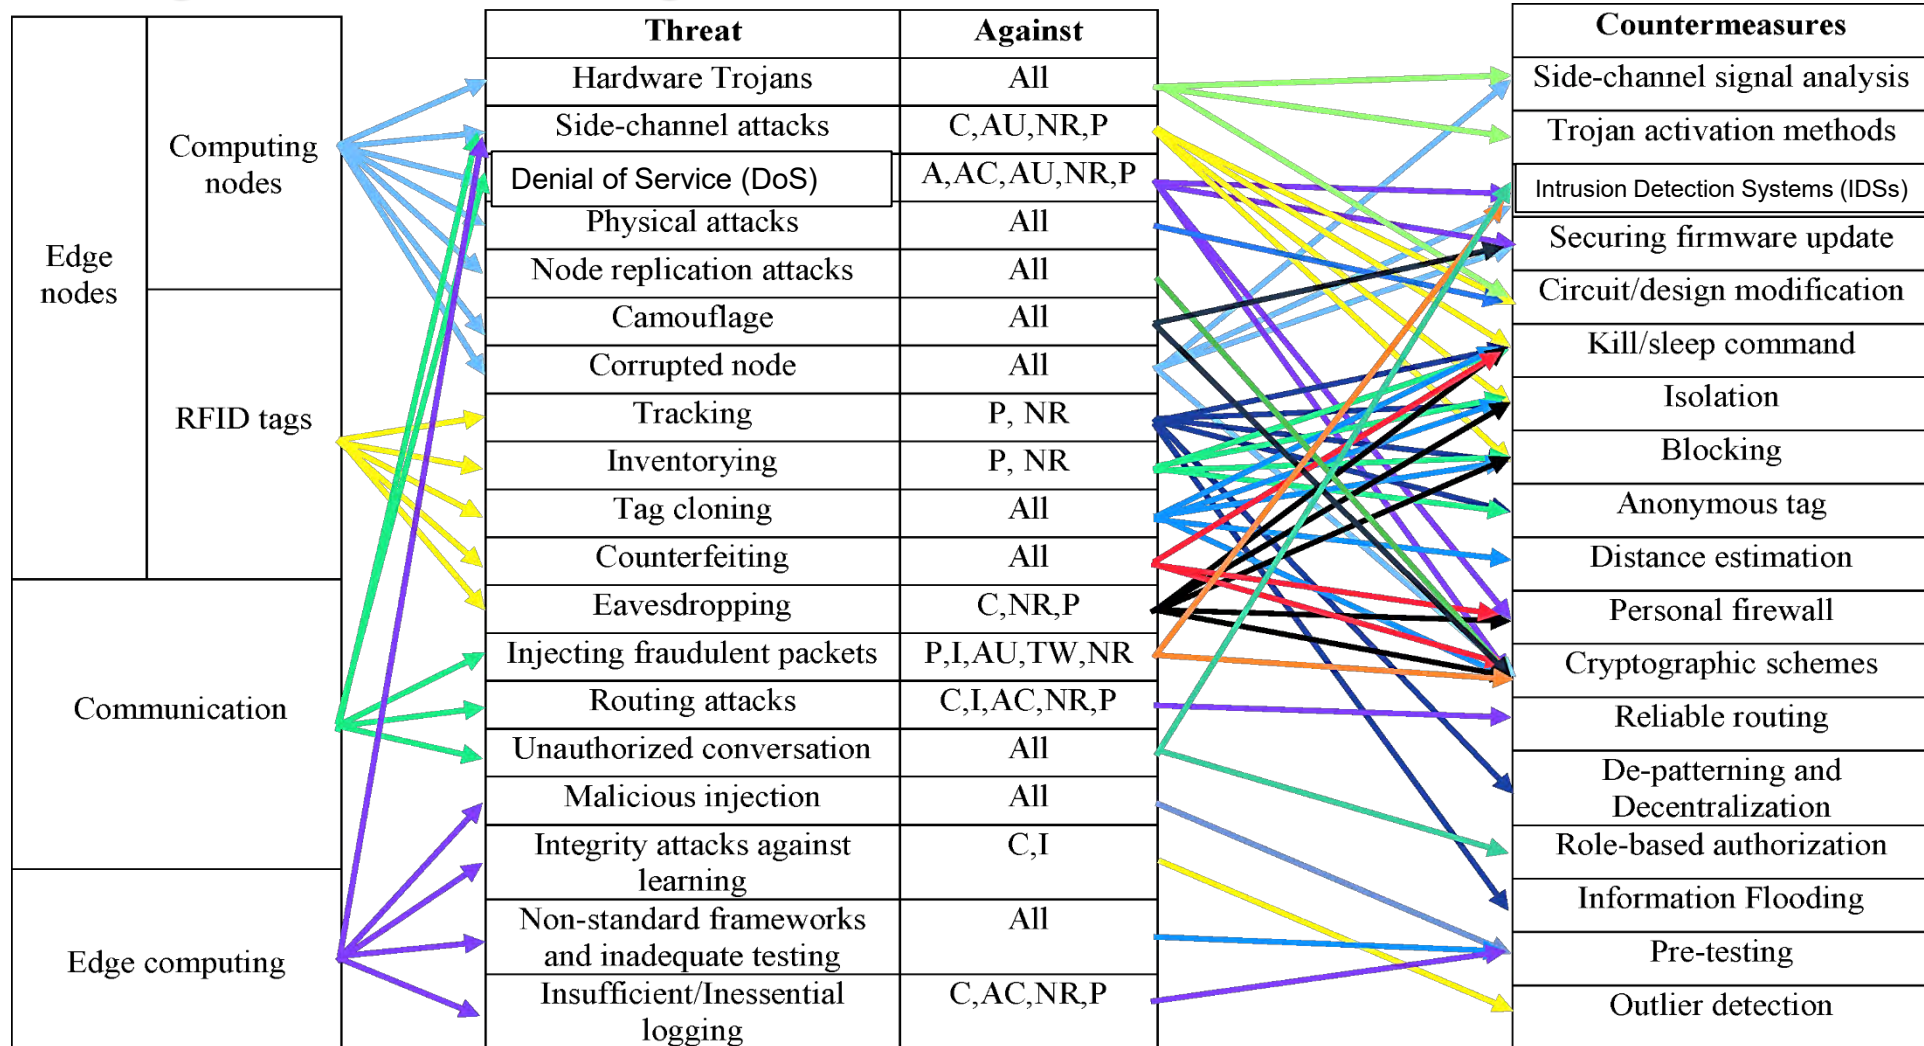 Edge
nodes
Computing
nodes
RFID tags
Communication
Edge computing
Threat
Against
Hardware Trojans
All
Side-channel attacks
C,AU,NR,P
Denial of Service (DoS)
A,AC,AU,NR,P
Physical attacks
All
Node replication attacks
All
Camouflage
All
Corrupted node
All
Tracking
P, NR
Inventorying
P, NR
Tag cloning
All
Counterfeiting
All
Eavesdropping
C,NR,P
Injecting fraudulent packets
P,I,AU,TW,NR
Routing attacks
C,I,AC,NR,P
Unauthorized conversation
All
Malicious injection
All
Integrity attacks against
learning
C,I
Non-standard frameworks
and inadequate testing
All
Insufficient/Inessential
logging
C,AC,NR,P
Countermeasures
Side-channel signal analysis
Trojan activation methods
Intrusion Detection Systems (IDSs)
Securing firmware update
Circuit/design modification
Kill/sleep command
Isolation
Blocking
Anonymous tag
Distance estimation
Personal firewall
Cryptographic schemes
Reliable routing
De-patterning and
Decentralization
Role-based authorization
Information Flooding
Pre-testing
Outlier detection